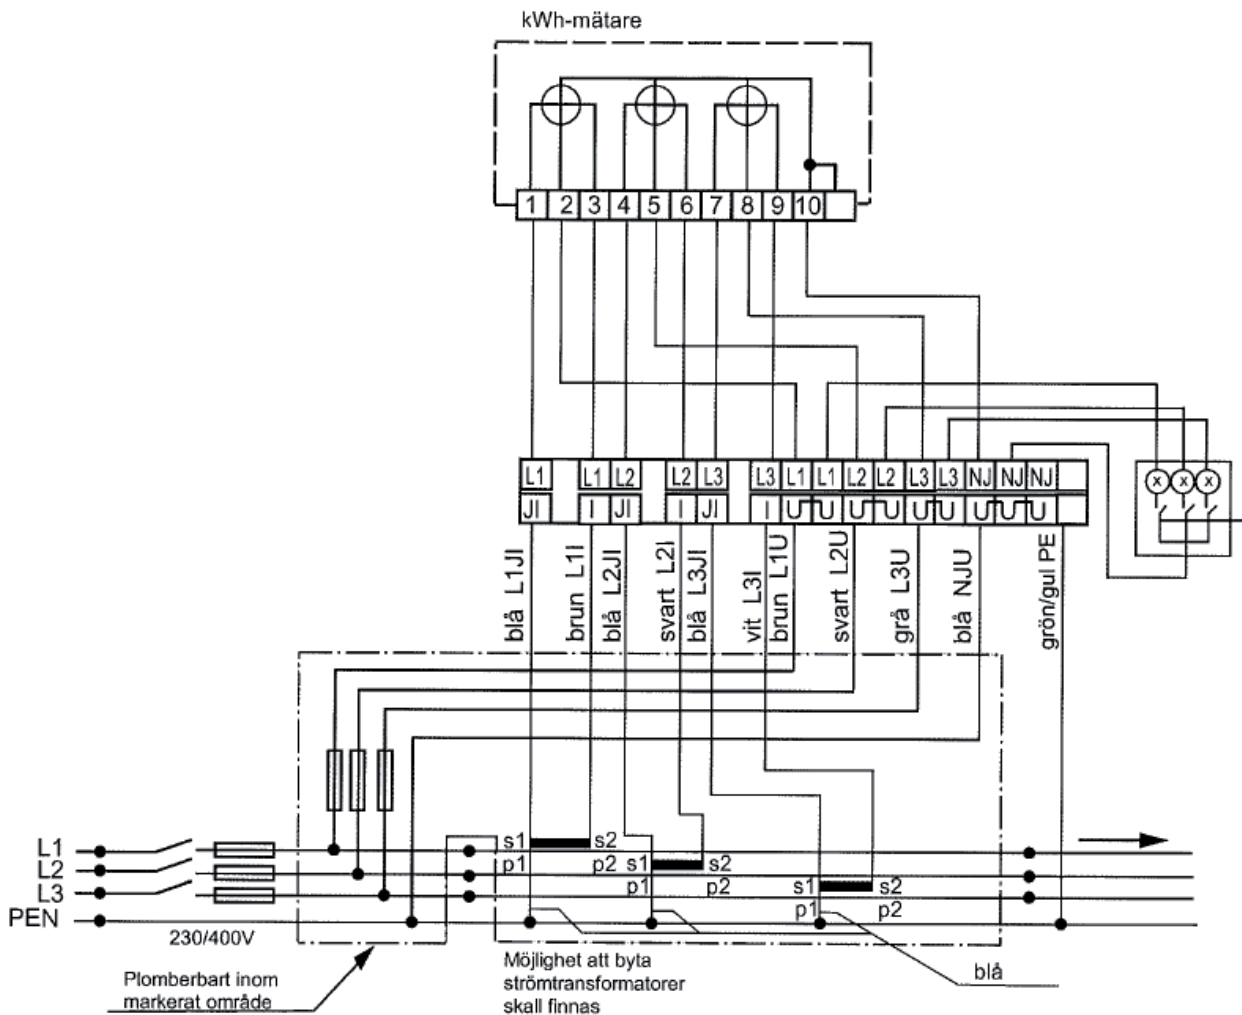 kWh-mätare
1 2 3 4 5 6 7 8 9 10
L1 L1 L2 L2 L3 L3 L1 L1 L2 L2 L3 L3 NJ NJ NJ
JI I JI I JI I U U U U U U U U U
X X X
blå L1JI
brun L1I
blå L2JI
svart L2I
blå L3JI
vit L3I
brun L1U
svart L2U
grå L3U
blå NJU
grön/gul PE
L1
L2
L3
PEN
s1 s2
p1 p2
s1 s2
p1 p2
s1 s2
p1 p2
230/400V
Plomberbart inom
markerat område
Möjlighet att byta
strömtransformatorer
skall finnas
blå